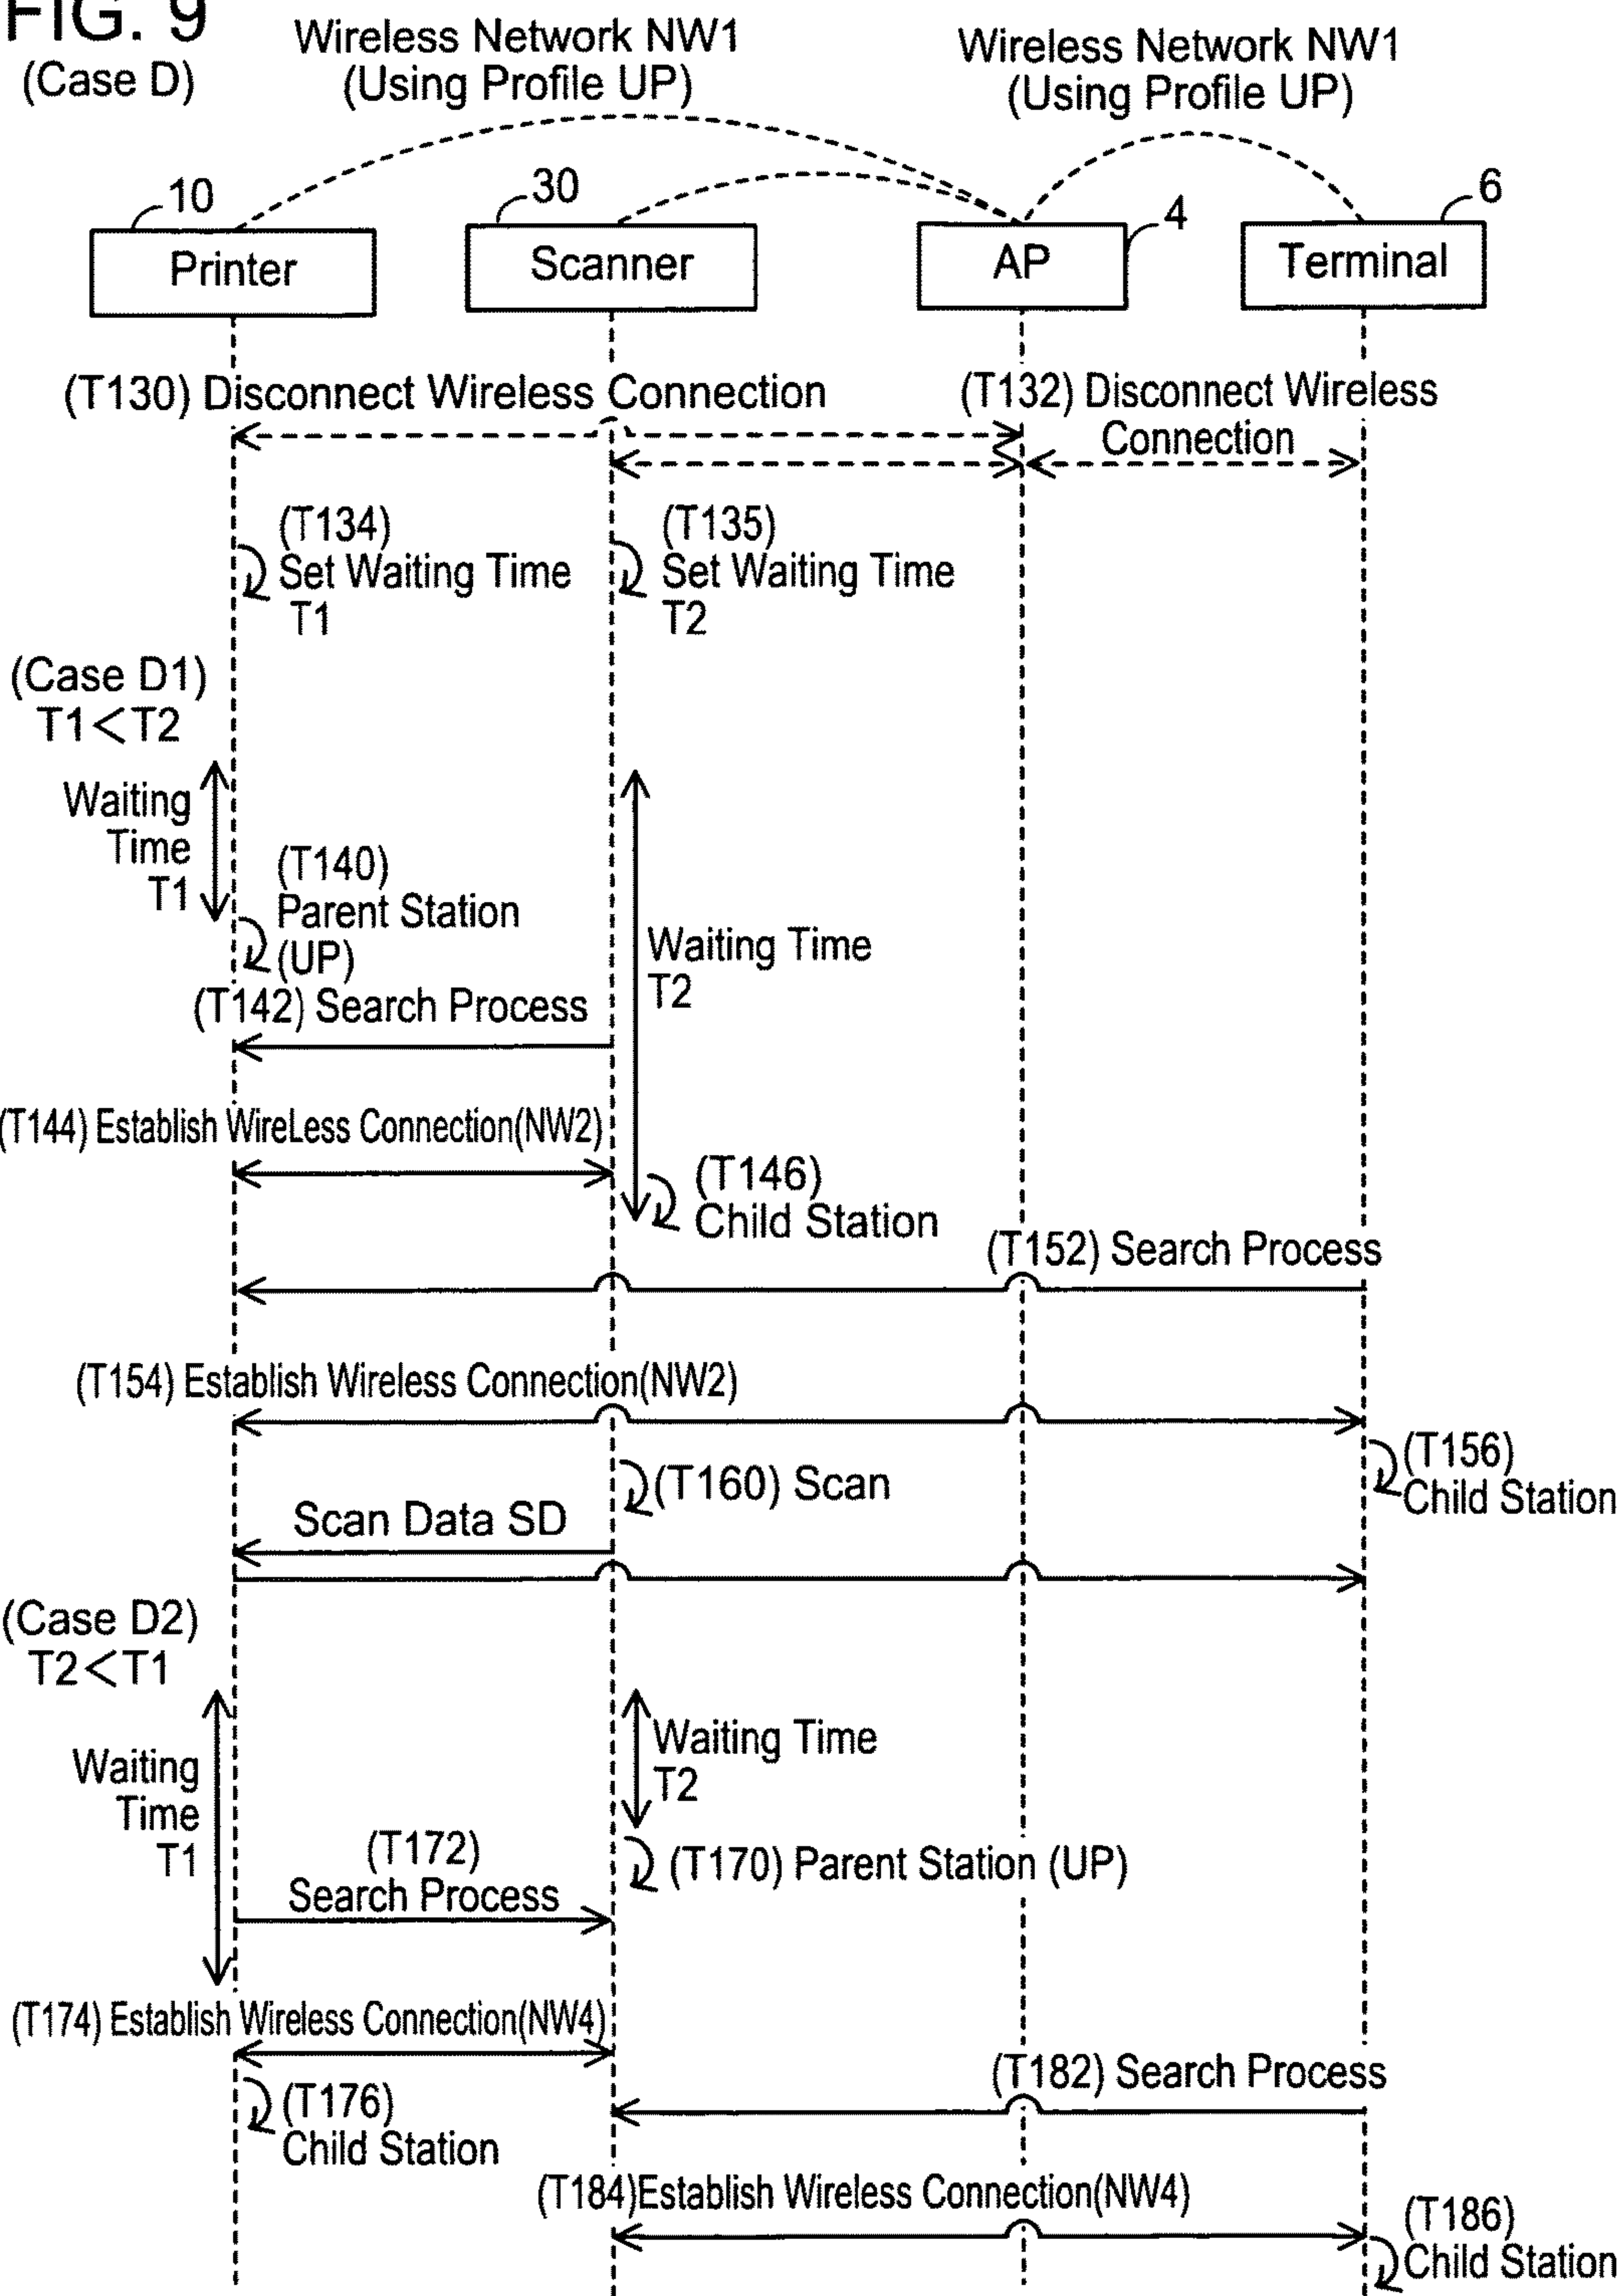 FIG. 9
(Case D)
Wireless Network NW1
(Using Profile UP)
Wireless Network NW1
(Using Profile UP)
10
30
4
6
Printer
Scanner
AP
Terminal
(T130) Disconnect Wireless Connection
(T132) Disconnect Wireless
Connection
(T134)
Set Waiting Time
T1
(T135)
Set Waiting Time
T2
(Case D1)
T1<T2
Waiting
Time
T1
(T140)
Parent Station
(UP)
Waiting Time
T2
(T142) Search Process
(T144) Establish WireLess Connection(NW2)
(T146)
Child Station
(T152) Search Process
(T154) Establish Wireless Connection(NW2)
(T156)
Child Station
(T160) Scan
Scan Data SD
(Case D2)
T2<T1
Waiting
Time
T1
Waiting Time
T2
(T170) Parent Station (UP)
(T172)
Search Process
(T174) Establish Wireless Connection(NW4)
(T176)
Child Station
(T182) Search Process
(T184)Establish Wireless Connection(NW4)
(T186)
Child Station